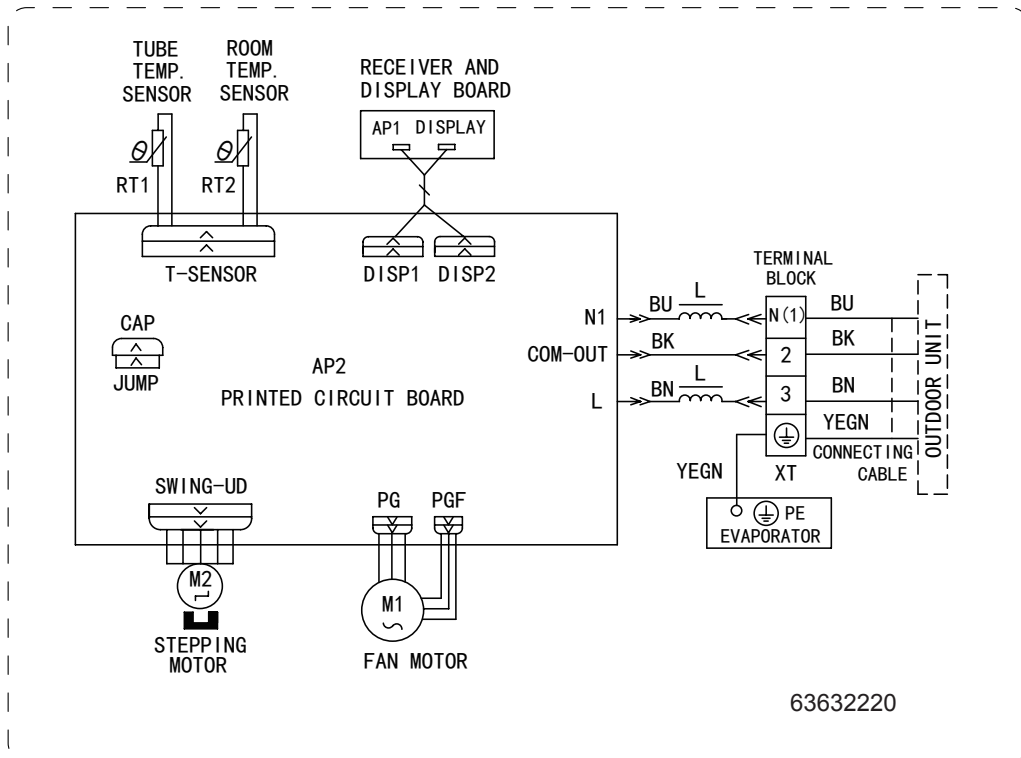 TUBE
TEMP.
SENSOR
ROOM
TEMP.
SENSOR
RECEIVER AND
DISPLAY BOARD
AP1 DISPLAY
θ
RT1
θ
RT2
T-SENSOR
DISP1
DISP2
CAP
JUMP
AP2
PRINTED CIRCUIT BOARD
N1
COM-OUT
L
BU
L
BK
BN
L
TERMINAL
BLOCK
N(1)
2
3
XT
BU
BK
BN
YEGN
CONNECTING
CABLE
OUTDOOR UNIT
YEGN
PE
EVAPORATOR
SWING-UD
M2
STEPPING
MOTOR
PG
PGF
M1
FAN MOTOR
63632220